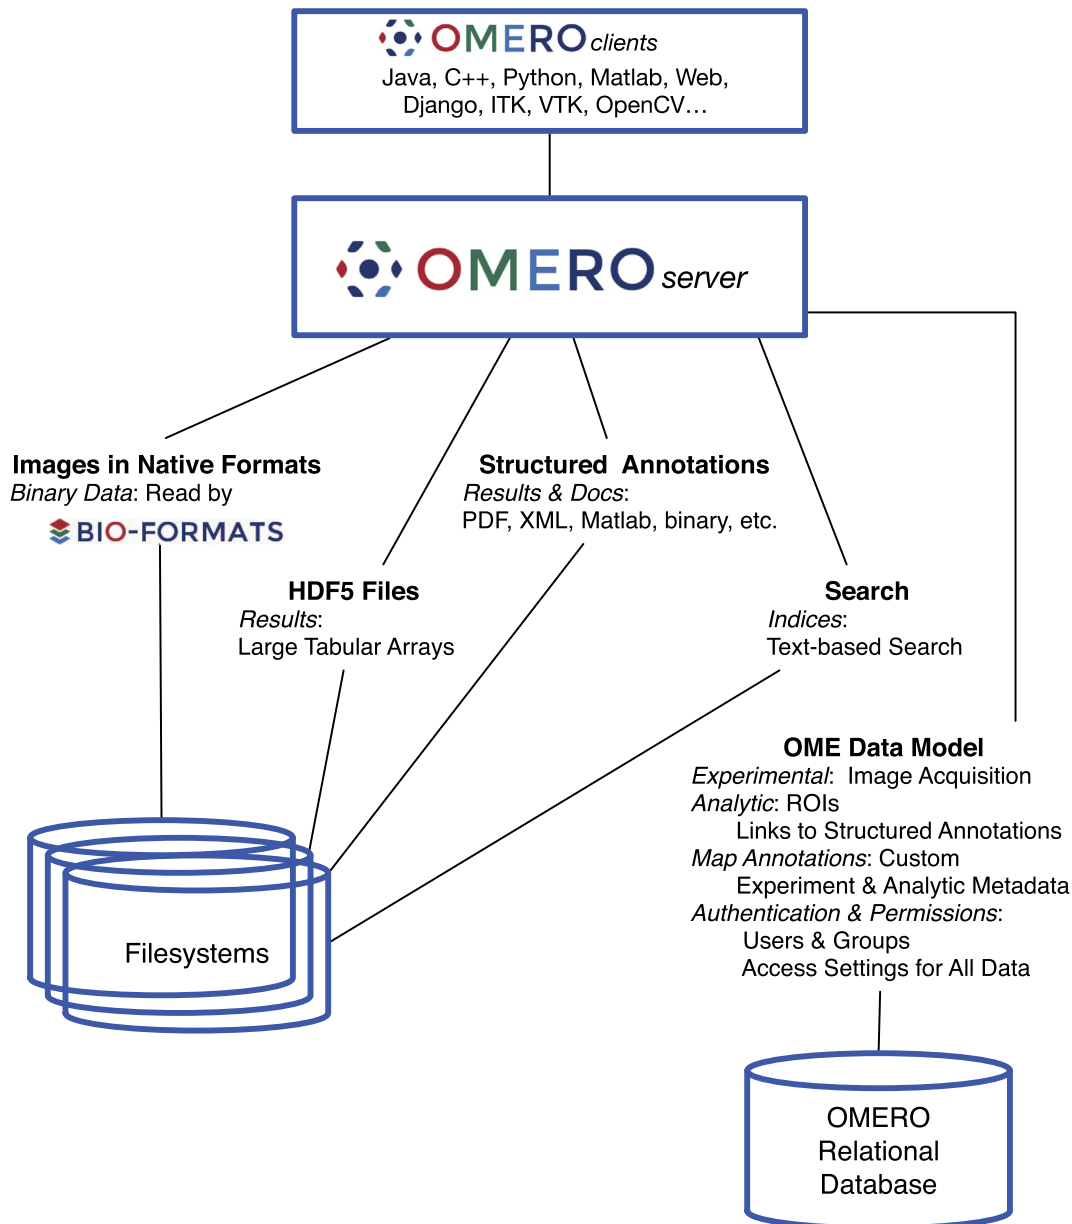 OMERO clients
Java, C++, Python, Matlab, Web,
Django, ITK, VTK, OpenCV...
OMERO server
Images in Native Formats
Binary Data: Read by
BIO-FORMATS
Structured Annotations
Results & Docs:
PDF, XML, Matlab, binary, etc.
HDF5 Files
Results:
Large Tabular Arrays
Search
Indices:
Text-based Search
OME Data Model
Experimental: Image Acquisition
Analytic: ROIs
Links to Structured Annotations
Map Annotations: Custom
Experiment & Analytic Metadata
Authentication & Permissions:
Users & Groups
Access Settings for All Data
Filesystems
OMERO
Relational
Database